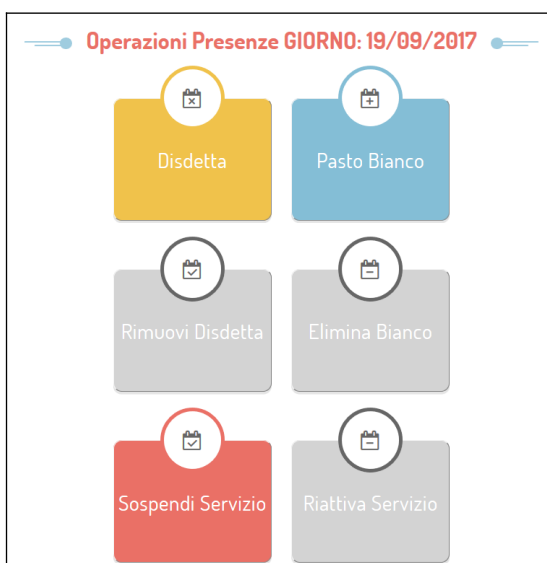 Operazioni Presenze GIORNO: 19/09/2017
Disdetta
Pasto Bianco
Rimuovi Disdetta
Elimina Bianco
Sospendi Servizio
Riattiva Servizio